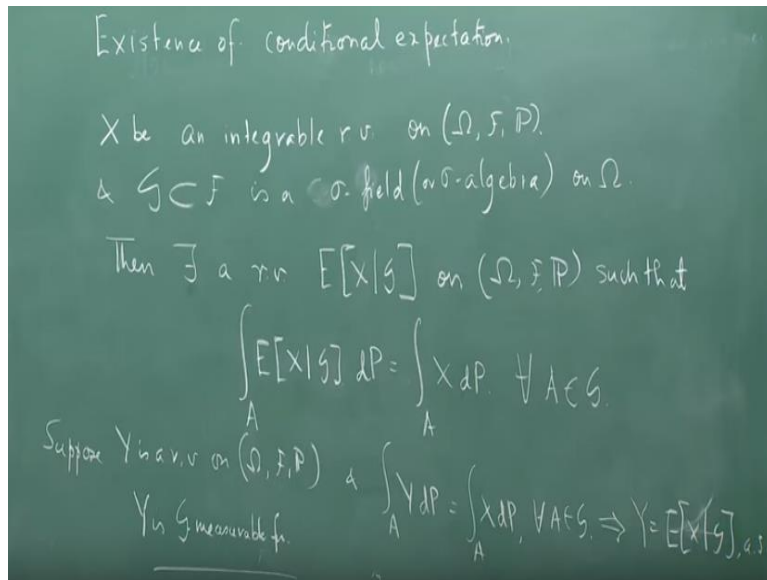 Existence of conditional expectation.
X be an integrable r.v. on (Ω, F, P).
& G ⊂ F is a σ-field (or σ-algebra) on Ω.
Then ∃ a r.v. E[X|G] on (Ω, F, P) such that
∫_A E[X|G] dP = ∫_A X dP. ∀ A ∈ G.
Suppose Y is a r.v. on (Ω, F, P) & ∫_A Y dP = ∫_A X dP, ∀ A ∈ G. ⇒ Y = E[X|G], a.s
Y is G measurable fn.